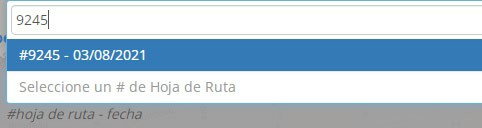 9245
#9245 - 03/08/2021
Seleccione un # de Hoja de Ruta
#hoja de ruta - fecha